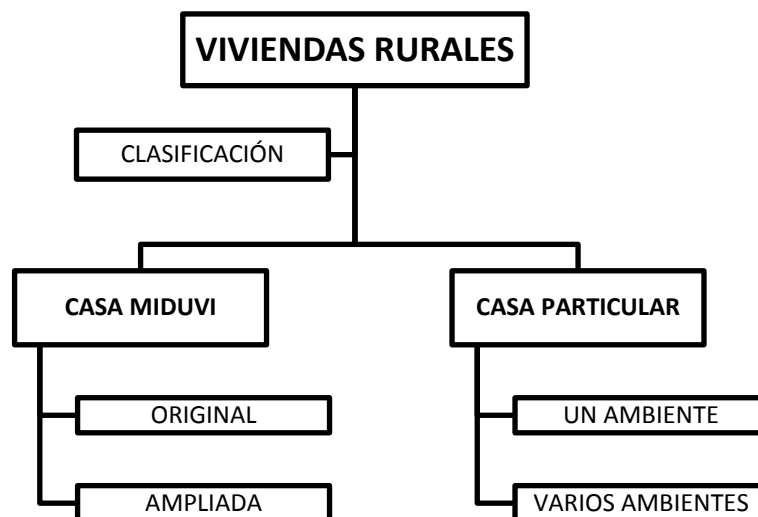 VIVIENDAS RURALES
CLASIFICACIÓN
CASA MIDUVI
CASA PARTICULAR
ORIGINAL
UN AMBIENTE
AMPLIADA
VARIOS AMBIENTES